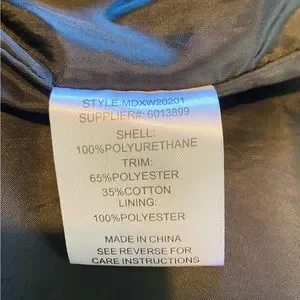 STYLE:MDXW20201
SUPPLIER#: 6013899
SHELL:
100%POLYURETHANE
TRIM:
65%POLYESTER
35%COTTON
LINING:
100%POLYESTER
MADE IN CHINA
SEE REVERSE FOR
CARE INSTRUCTIONS